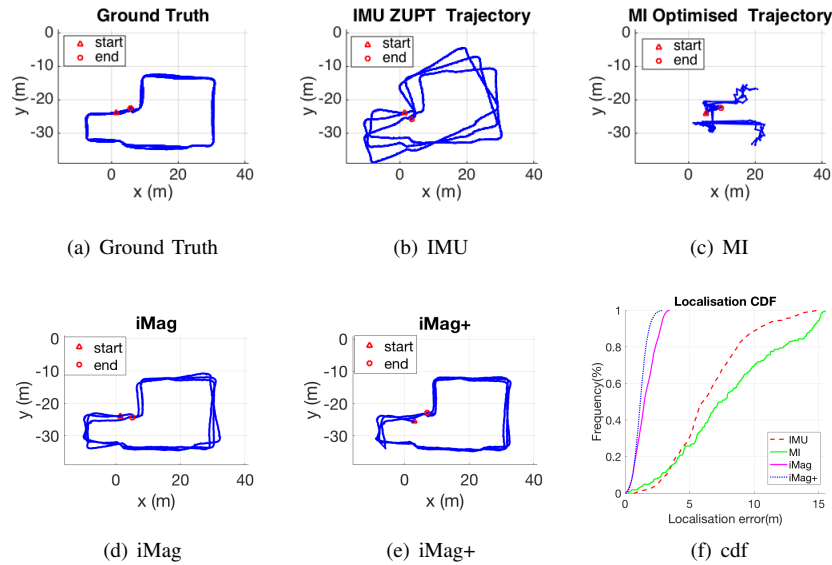 Ground Truth
0
-10
-20
-30
y (m)
0
20
40
x (m)
start
end
(a) Ground Truth
IMU ZUPT Trajectory
0
-10
-20
-30
y (m)
0
20
40
x (m)
start
end
(b) IMU
MI Optimised Trajectory
0
-10
-20
-30
y (m)
0
20
40
x (m)
start
end
(c) MI
iMag
0
-10
-20
-30
y (m)
0
20
40
x (m)
start
end
(d) iMag
iMag+
0
-10
-20
-30
y (m)
0
20
40
x (m)
start
end
(e) iMag+
Localisation CDF
1
0.8
0.6
0.4
0.2
0
Frequency(%)
0
5
10
15
Localisation error(m)
IMU
MI
iMag
iMag+
(f) cdf